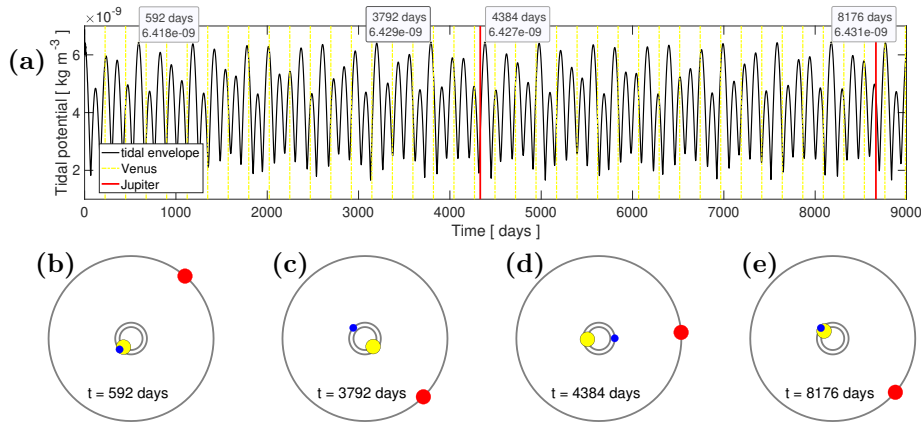 ×10⁻⁹
592 days
6.418e-09
3792 days
6.429e-09
4384 days
6.427e-09
8176 days
6.431e-09
(a)
Tidal potential [ kg m⁻³ ]
6
4
2
tidal envelope
Venus
Jupiter
0 1000 2000 3000 4000 5000 6000 7000 8000 9000
Time [ days ]
(b) (c) (d) (e)
t = 592 days t = 3792 days t = 4384 days t = 8176 days